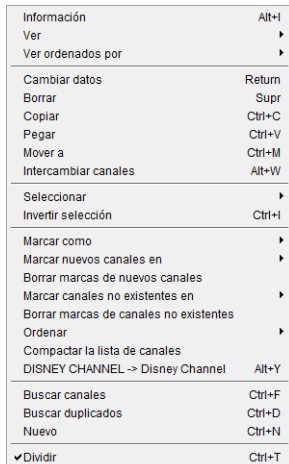 Información Alt+I
Ver
Ver ordenados por
Cambiar datos Return
Borrar Supr
Copiar Ctrl+C
Pegar Ctrl+V
Mover a Ctrl+M
Intercambiar canales Alt+W
Seleccionar
Invertir selección Ctrl+I
Marcar como
Marcar nuevos canales en
Borrar marcas de nuevos canales
Marcar canales no existentes en
Borrar marcas de canales no existentes
Ordenar
Compactar la lista de canales
DISNEY CHANNEL -> Disney Channel Alt+Y
Buscar canales Ctrl+F
Buscar duplicados Ctrl+D
Nuevo Ctrl+N
Dividir Ctrl+T